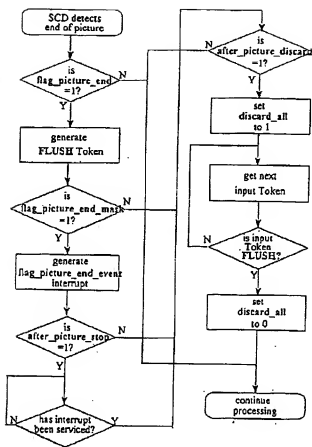 SCD detects
end of picture
is
flag_picture_end
=1?
N
Y
generate
FLUSH Token
is
flag_picture_end_mask
=1?
N
Y
generate
flag_picture_end_event
interrupt
is
after_picture_stop
=1?
N
Y
has interrupt
been serviced?
N
Y
is
after_picture_discard
=1?
N
Y
set
discard_all
to 1
get next
input Token
is input
Token
FLUSH?
N
Y
set
discard_all
to 0
continue
processing